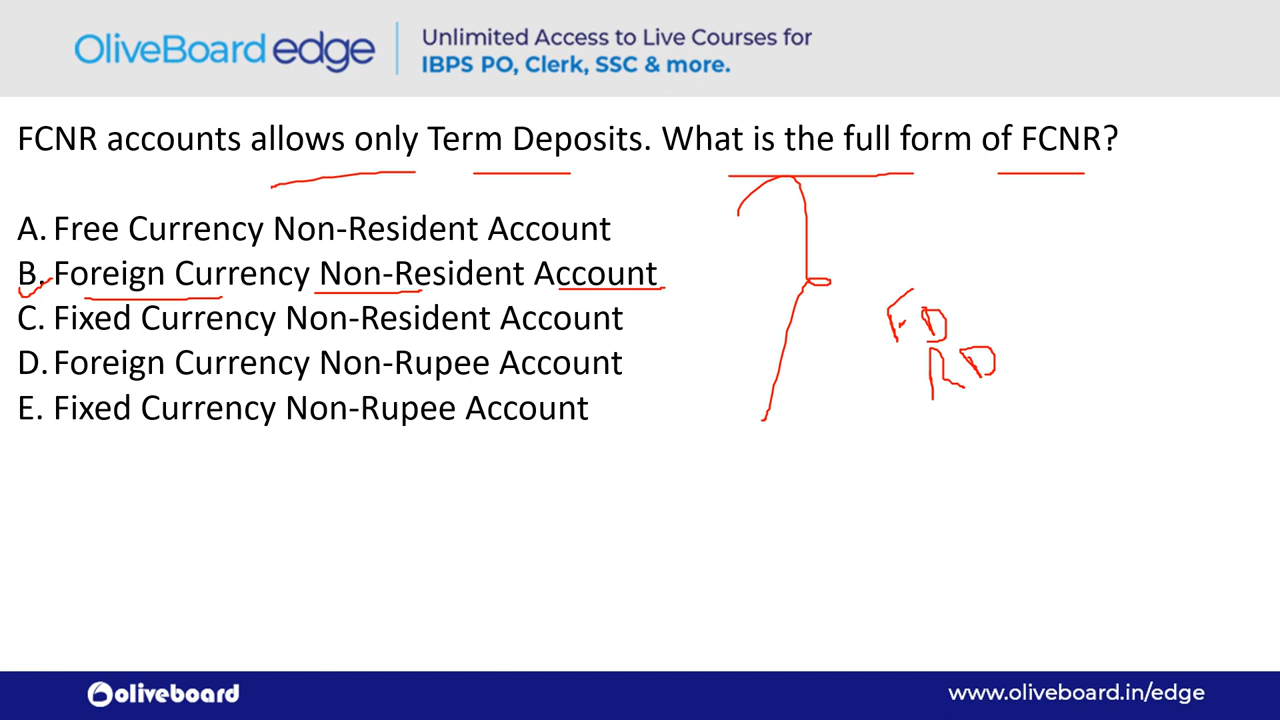 OliveBoard edge
Unlimited Access to Live Courses for
IBPS PO, Clerk, SSC & more.
FCNR accounts allows only Term Deposits. What is the full form of FCNR?
A. Free Currency Non-Resident Account
B. Foreign Currency Non-Resident Account
C. Fixed Currency Non-Resident Account
D. Foreign Currency Non-Rupee Account
E. Fixed Currency Non-Rupee Account
FD
RD
oliveboard
www.oliveboard.in/edge